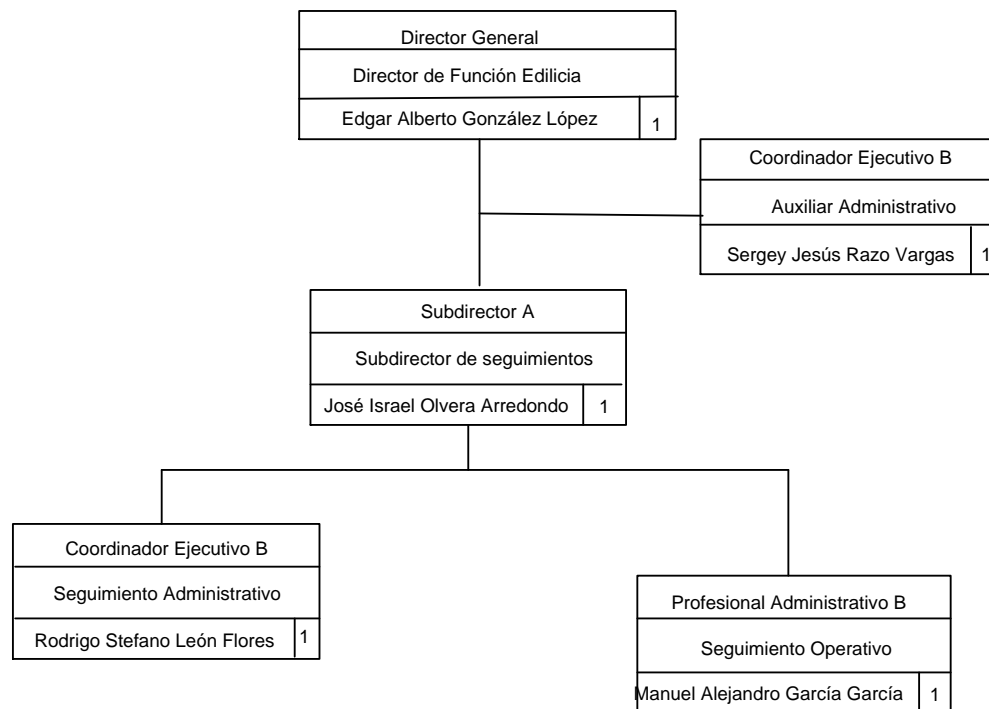 Director General
Director de Función Edilicia
Edgar Alberto González López 1
Coordinador Ejecutivo B
Auxiliar Administrativo
Sergey Jesús Razo Vargas 1
Subdirector A
Subdirector de seguimientos
José Israel Olvera Arredondo 1
Coordinador Ejecutivo B
Seguimiento Administrativo
Rodrigo Stefano León Flores 1
Profesional Administrativo B
Seguimiento Operativo
Manuel Alejandro García García 1